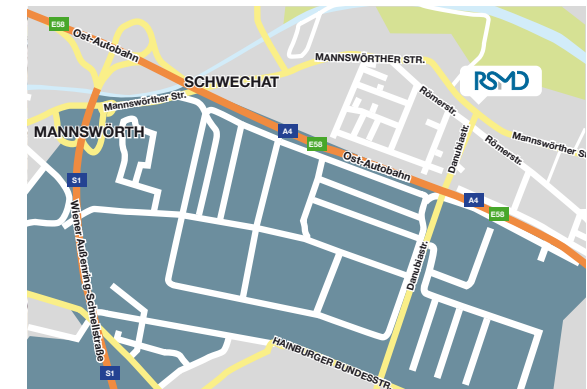 E58
Ost-Autobahn
MANNSWÖRTHER STR.
SCHWECHAT
RSMD
Römerstr.
Mannswörther Str.
MANNSWÖRTH
A4
E58
Danubiastr.
Römerstr.
Mannswörther St
Ost-Autobahn
S1
A4
E58
Wiener Außenring-Schnellstraße
Danubiastr.
HAINBURGER BUNDESSTR.
S1